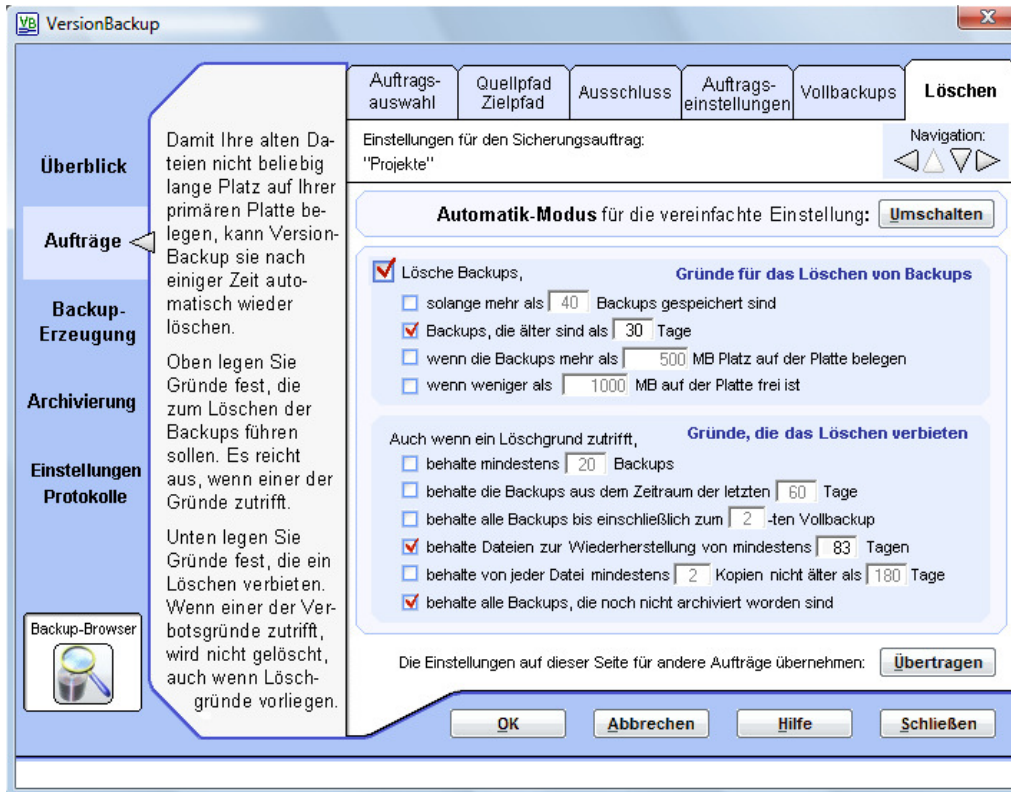 VB VersionBackup
Auftrags-
auswahl
Quellpfad
Zielpfad
Ausschluss
Auftrags-
einstellungen
Vollbackups
Löschen
Überblick
Aufträge
Backup-
Erzeugung
Archivierung
Einstellungen
Protokolle
Backup-Browser
Damit Ihre alten Da-
teien nicht beliebig
lange Platz auf Ihrer
primären Platte be-
legen, kann Version-
Backup sie nach
einiger Zeit auto-
matisch wieder
löschen.
Oben legen Sie
Gründe fest, die
zum Löschen der
Backups führen
sollen. Es reicht
aus, wenn einer der
Gründe zutrifft.
Unten legen Sie
Gründe fest, die ein
Löschen verbieten.
Wenn einer der Ver-
botsgründe zutrifft,
wird nicht gelöscht,
auch wenn Lösch-
gründe vorliegen.
Einstellungen für den Sicherungsauftrag:
"Projekte"
Navigation:
Automatik-Modus für die vereinfachte Einstellung: Umschalten
Lösche Backups, Gründe für das Löschen von Backups
solange mehr als 40 Backups gespeichert sind
Backups, die älter sind als 30 Tage
wenn die Backups mehr als 500 MB Platz auf der Platte belegen
wenn weniger als 1000 MB auf der Platte frei ist
Auch wenn ein Löschgrund zutrifft, Gründe, die das Löschen verbieten
behalte mindestens 20 Backups
behalte die Backups aus dem Zeitraum der letzten 60 Tage
behalte alle Backups bis einschließlich zum 2 -ten Vollbackup
behalte Dateien zur Wiederherstellung von mindestens 83 Tagen
behalte von jeder Datei mindestens 2 Kopien nicht älter als 180 Tage
behalte alle Backups, die noch nicht archiviert worden sind
Die Einstellungen auf dieser Seite für andere Aufträge übernehmen: Übertragen
OK Abbrechen Hilfe Schließen